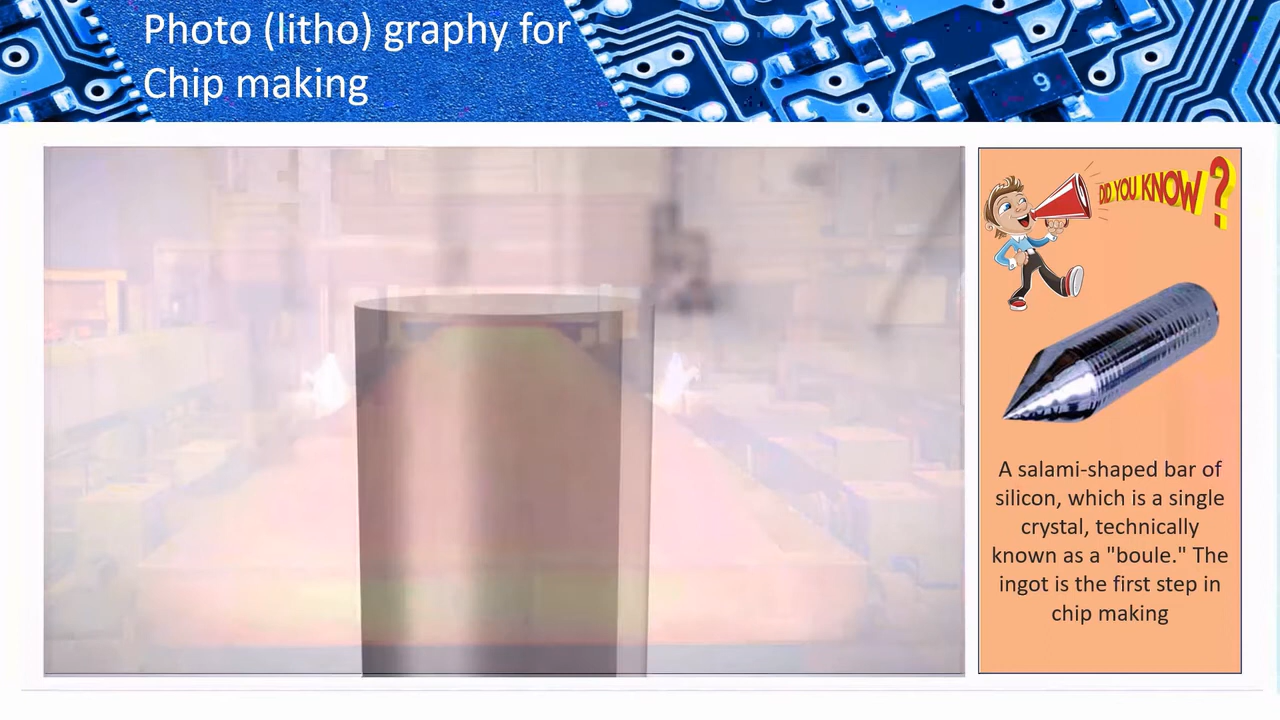 Photo (litho) graphy for
Chip making
9
DID YOU KNOW?
A salami-shaped bar of
silicon, which is a single
crystal, technically
known as a "boule." The
ingot is the first step in
chip making